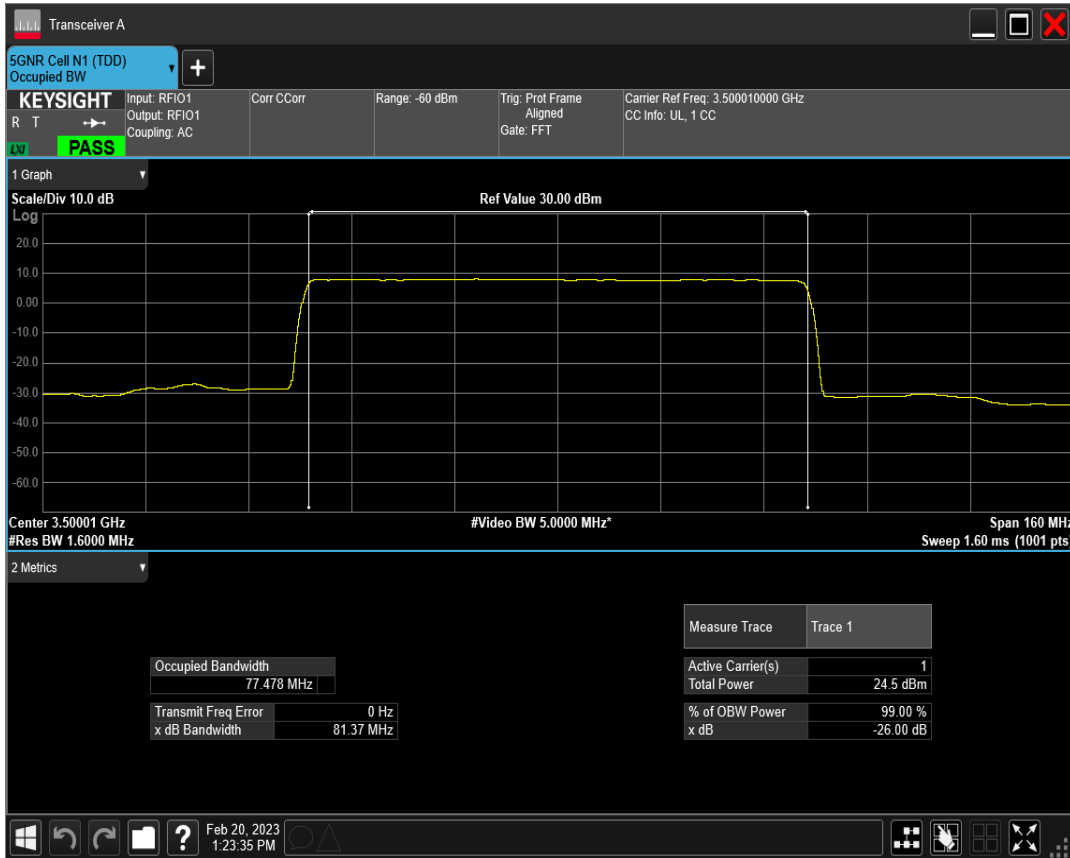 Transceiver A
5GNR Cell N1 (TDD)
Occupied BW
+
KEYSIGHT
R T
LXI
PASS
Input: RFIO1
Output: RFIO1
Coupling: AC
Corr CCorr
Range: -60 dBm
Trig: Prot Frame
Aligned
Gate: FFT
Carrier Ref Freq: 3.500010000 GHz
CC Info: UL, 1 CC
1 Graph
Scale/Div 10.0 dB
Ref Value 30.00 dBm
Log
20.0
10.0
0.00
-10.0
-20.0
-30.0
-40.0
-50.0
-60.0
Center 3.50001 GHz
#Video BW 5.0000 MHz*
Span 160 MHz
#Res BW 1.6000 MHz
Sweep 1.60 ms (1001 pts)
2 Metrics
Measure Trace Trace 1
Occupied Bandwidth
77.478 MHz
Active Carrier(s) 1
Total Power 24.5 dBm
Transmit Freq Error 0 Hz
x dB Bandwidth 81.37 MHz
% of OBW Power 99.00 %
x dB -26.00 dB
?
Feb 20, 2023
1:23:35 PM